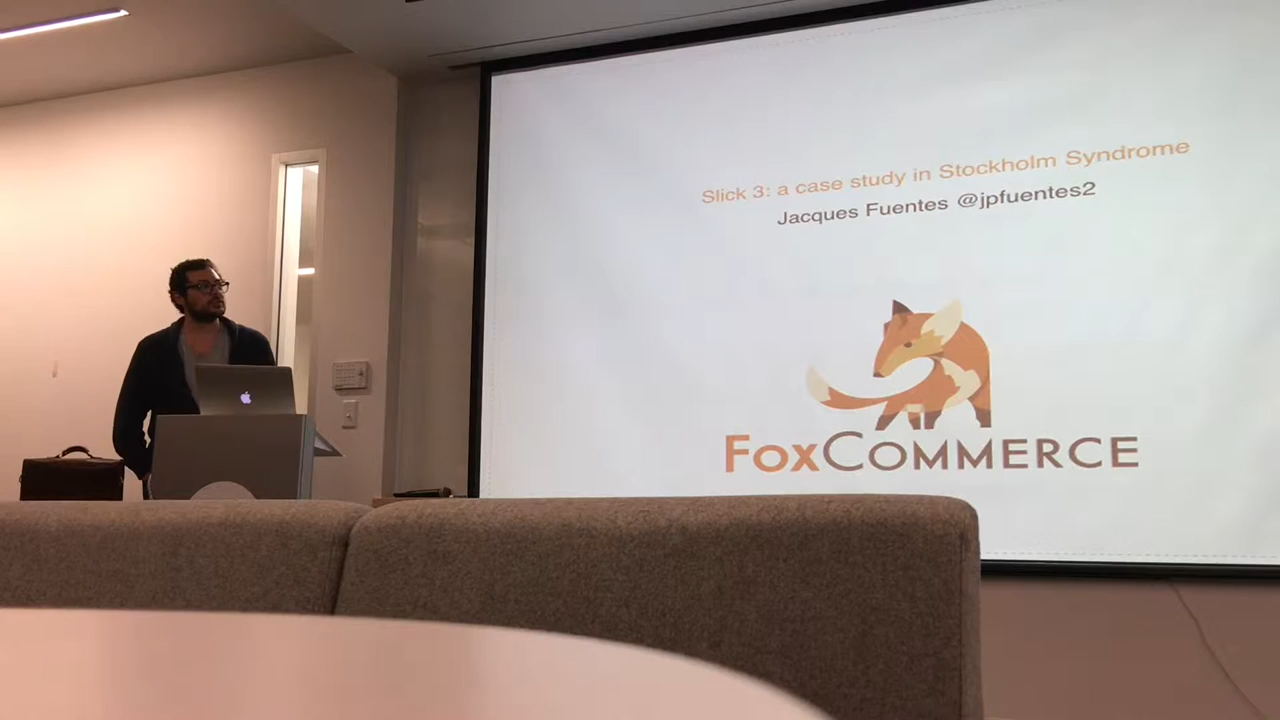 Slick 3: a case study in Stockholm Syndrome
Jacques Fuentes @jpfuentes2
FOXCOMMERCE